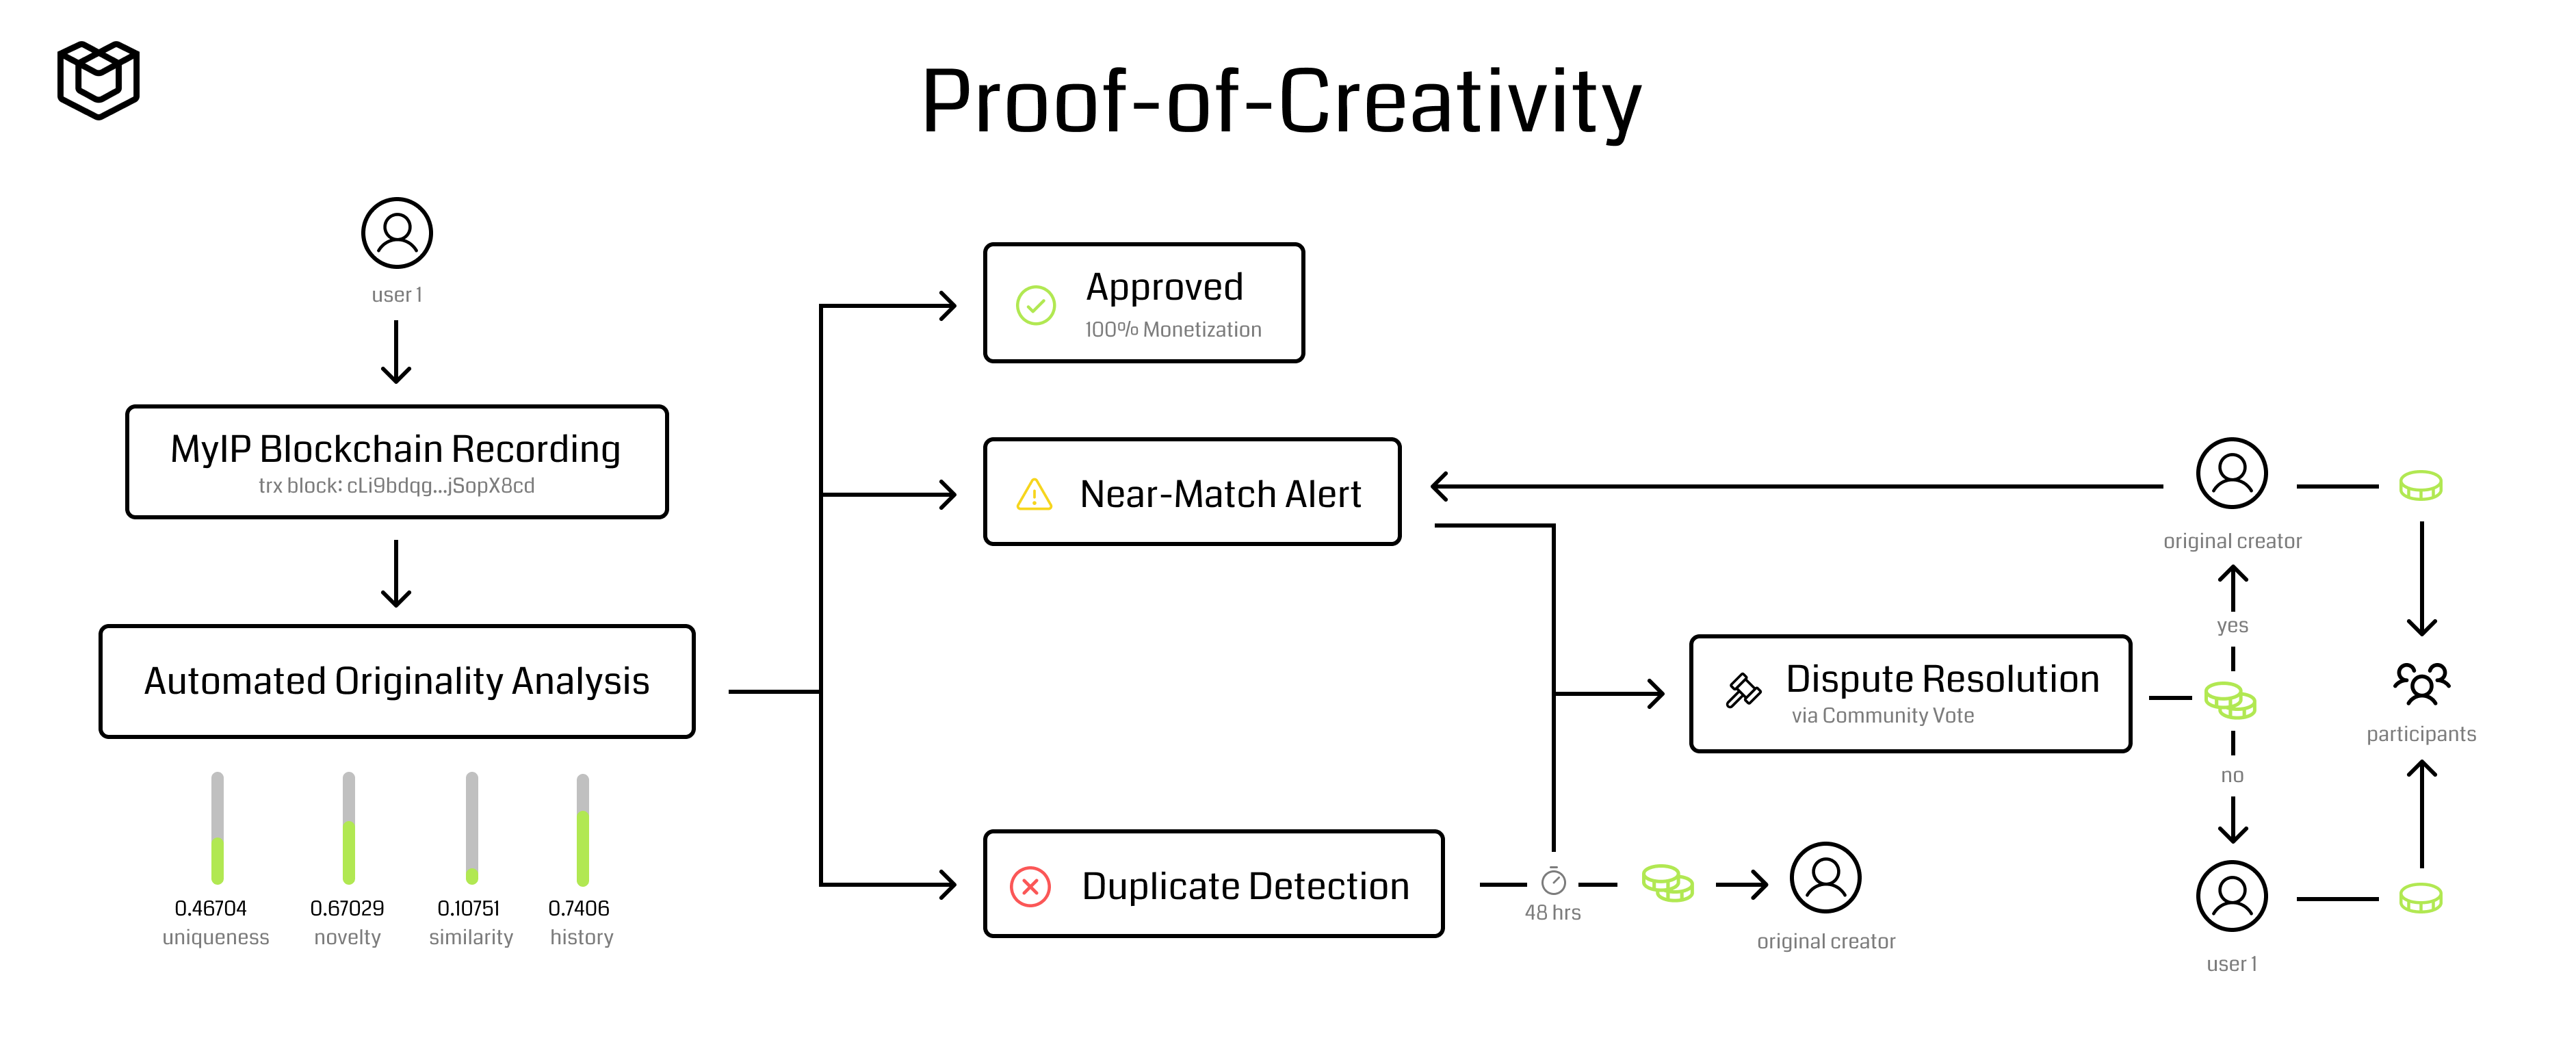 Proof-of-Creativity
user 1
MyIP Blockchain Recording
trx block: cLi9bdqg...jSopX8cd
Automated Originality Analysis
0.46704
uniqueness
0.67029
novelty
0.10751
similarity
0.7406
history
Approved
100% Monetization
Near-Match Alert
Duplicate Detection
48 hrs
original creator
Dispute Resolution
via Community Vote
original creator
yes
no
user 1
participants